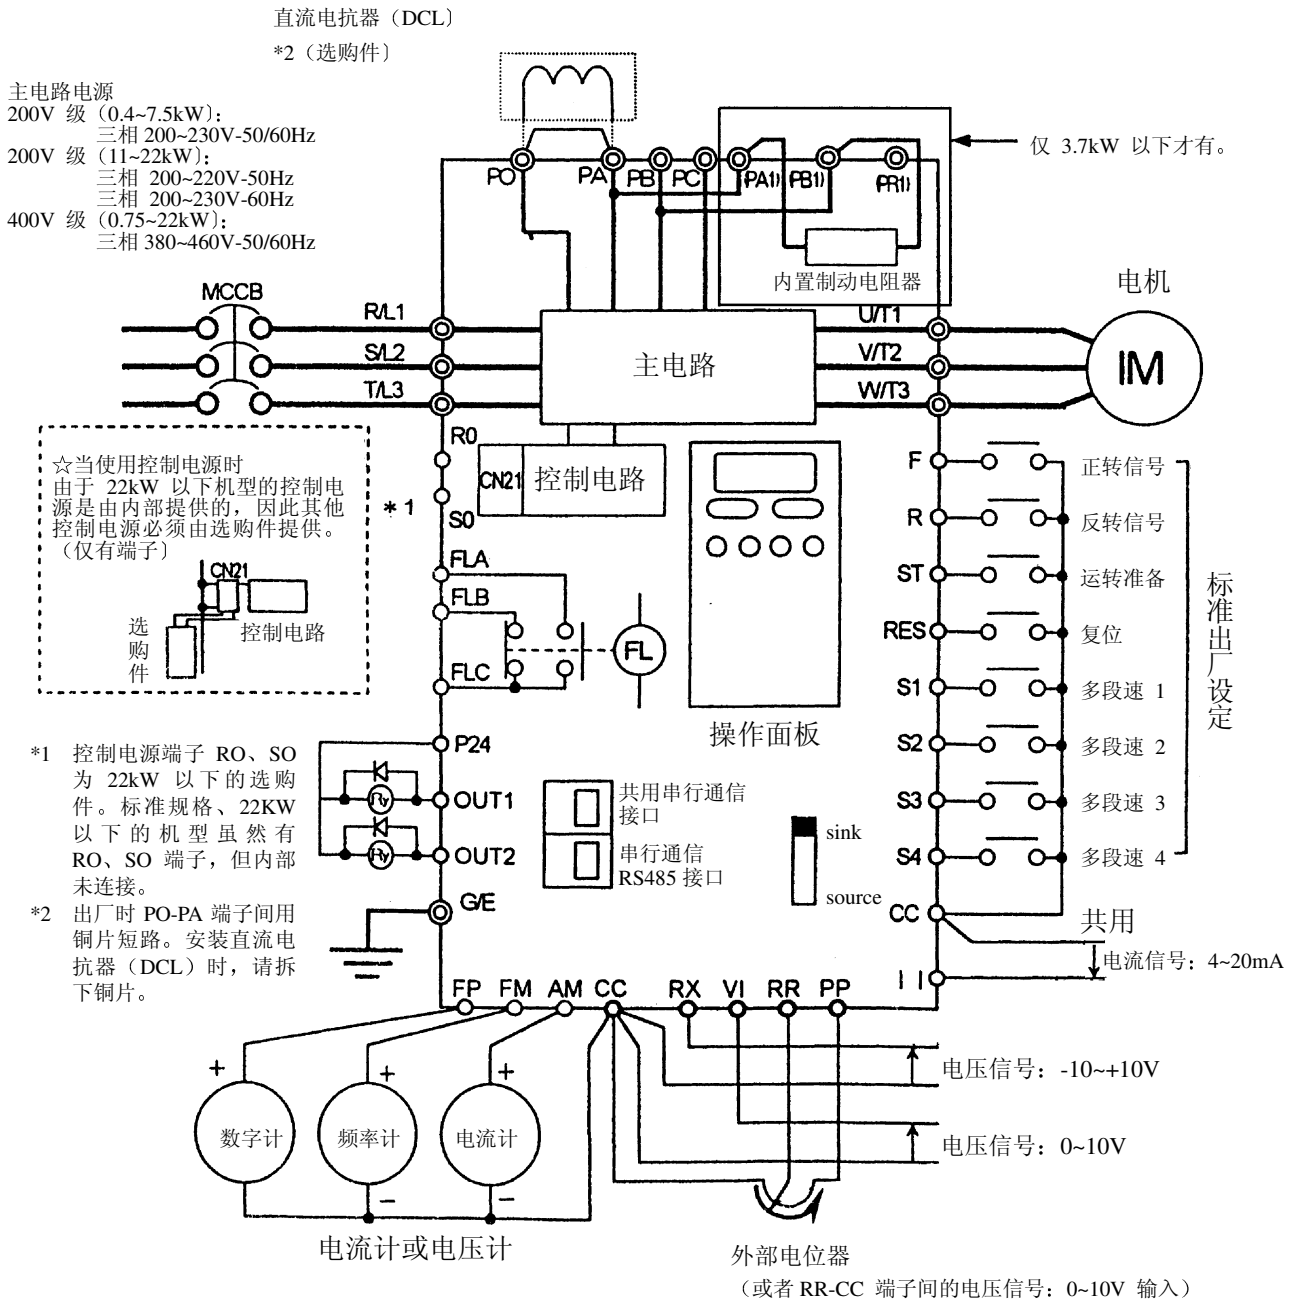 直流电抗器（DCL〕
*2（选购件〕
主电路电源
200V 级（0.4~7.5kW〕:
三相 200~230V-50/60Hz
200V 级（11~22kW〕:
三相 200~220V-50Hz
三相 200~230V-60Hz
400V 级（0.75~22kW〕:
三相 380~460V-50/60Hz
仅 3.7kW 以下才有。
PO
PA
PB
PC
(PA1)
(PB1)
(PR1)
内置制动电阻器
电机
MCCB
R/L1
S/L2
T/L3
主电路
U/T1
V/T2
W/T3
IM
☆当使用控制电源时
由于 22kW 以下机型的控制电
源是由内部提供的，因此其他
控制电源必须由选购件提供。
（仅有端子〕
CN21
选购件
控制电路
* 1
R0
S0
CN21
控制电路
FLA
FLB
FLC
FL
操作面板
F
正转信号
R
反转信号
ST
运转准备
RES
复位
S1
多段速 1
S2
多段速 2
S3
多段速 3
S4
多段速 4
标准出厂设定
CC
共用
I I
电流信号：4~20mA
*1 控制电源端子 RO、SO
为 22kW 以下的选购
件。标准规格、22KW
以下的机型虽然有
RO、SO 端子，但内部
未连接。
*2 出厂时 PO-PA 端子间用
铜片短路。安装直流电
抗器（DCL）时，请拆
下铜片。
P24
Ry
OUT1
Ry
OUT2
G/E
共用串行通信
接口
串行通信
RS485 接口
sink
source
FP
FM
AM
CC
RX
VI
RR
PP
+
+
+
数字计
频率计
电流计
−
−
电流计或电压计
电压信号：-10~+10V
电压信号：0~10V
外部电位器
（或者 RR-CC 端子间的电压信号：0~10V 输入）